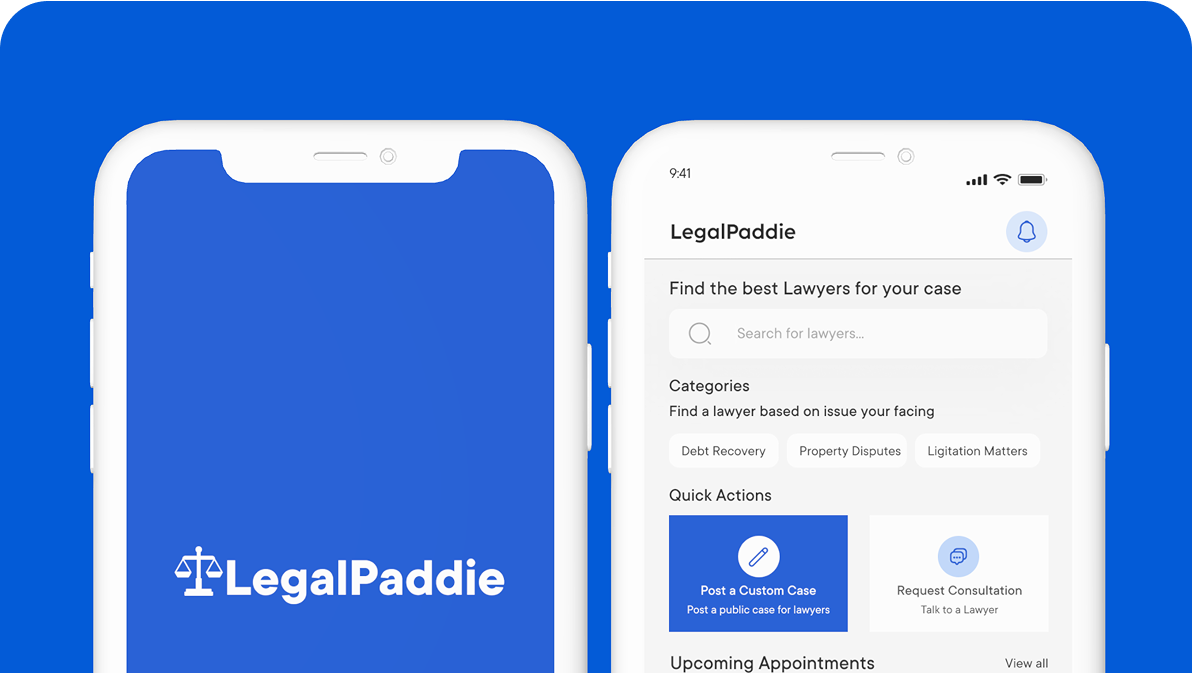 LegalPaddie
9:41
LegalPaddie
Find the best Lawyers for your case
Search for lawyers...
Categories
Find a lawyer based on issue your facing
Debt Recovery
Property Disputes
Ligitation Matters
Quick Actions
Post a Custom Case
Post a public case for lawyers
Request Consultation
Talk to a Lawyer
Upcoming Appointments
View all